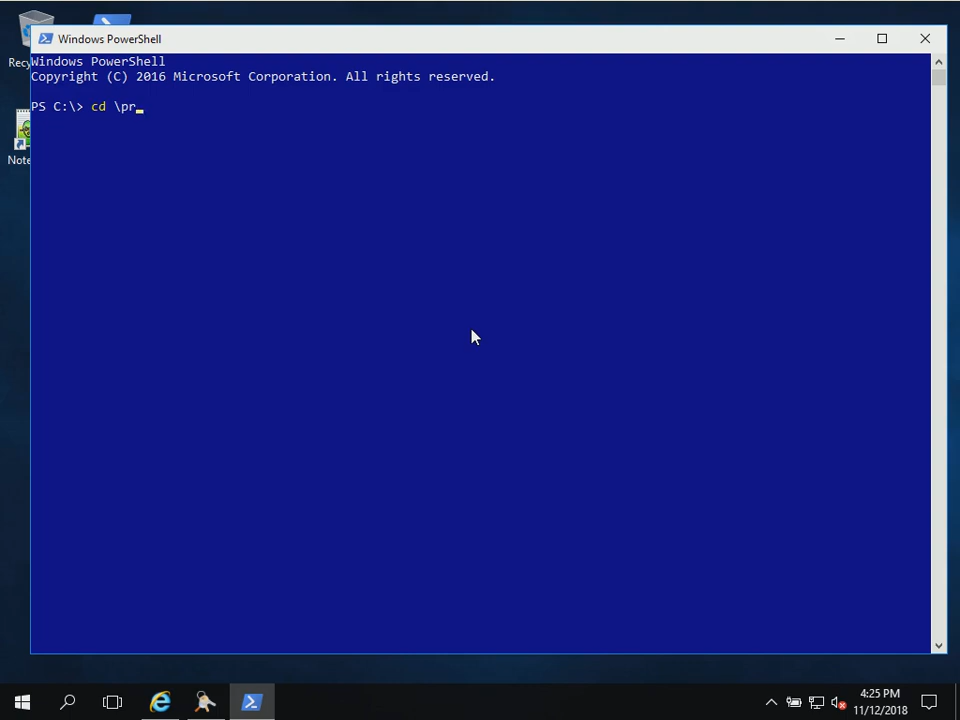 Recy
Windows PowerShell
Windows PowerShell
Copyright (C) 2016 Microsoft Corporation. All rights reserved.
PS C:\> cd \pr
Note
4:25 PM
11/12/2018